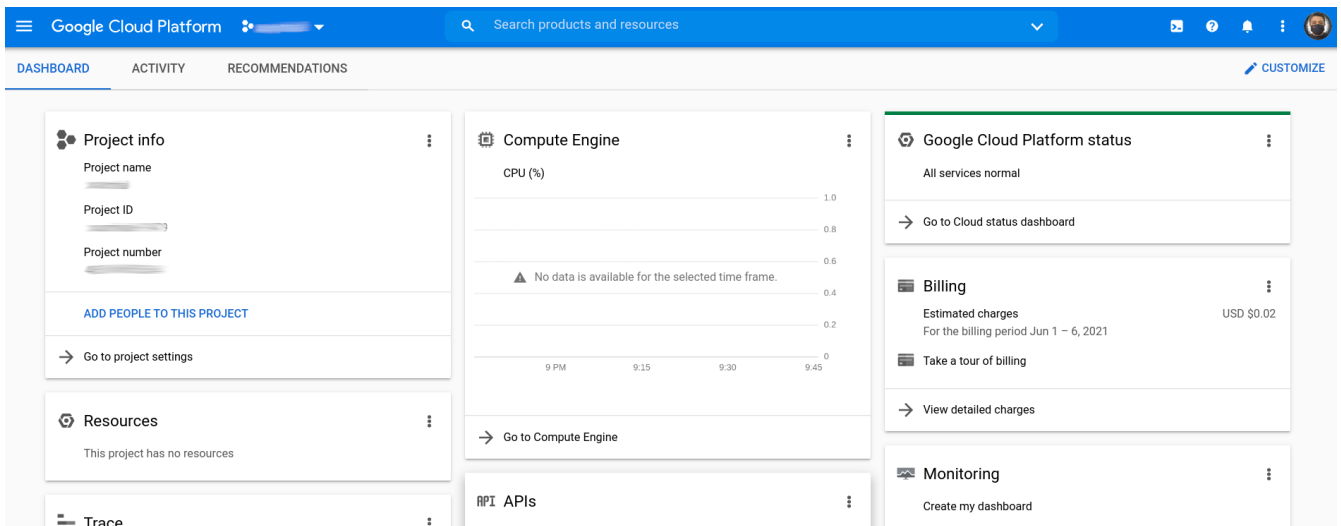 Google Cloud Platform
Search products and resources
DASHBOARD
ACTIVITY
RECOMMENDATIONS
CUSTOMIZE
Project info
Project name
Project ID
Project number
ADD PEOPLE TO THIS PROJECT
Go to project settings
Resources
This project has no resources
Trace
Compute Engine
CPU (%)
1.0
0.8
0.6
No data is available for the selected time frame.
0.4
0.2
0
9 PM 9:15 9:30 9:45
Go to Compute Engine
API APIs
Google Cloud Platform status
All services normal
Go to Cloud status dashboard
Billing
Estimated charges USD $0.02
For the billing period Jun 1 – 6, 2021
Take a tour of billing
View detailed charges
Monitoring
Create my dashboard